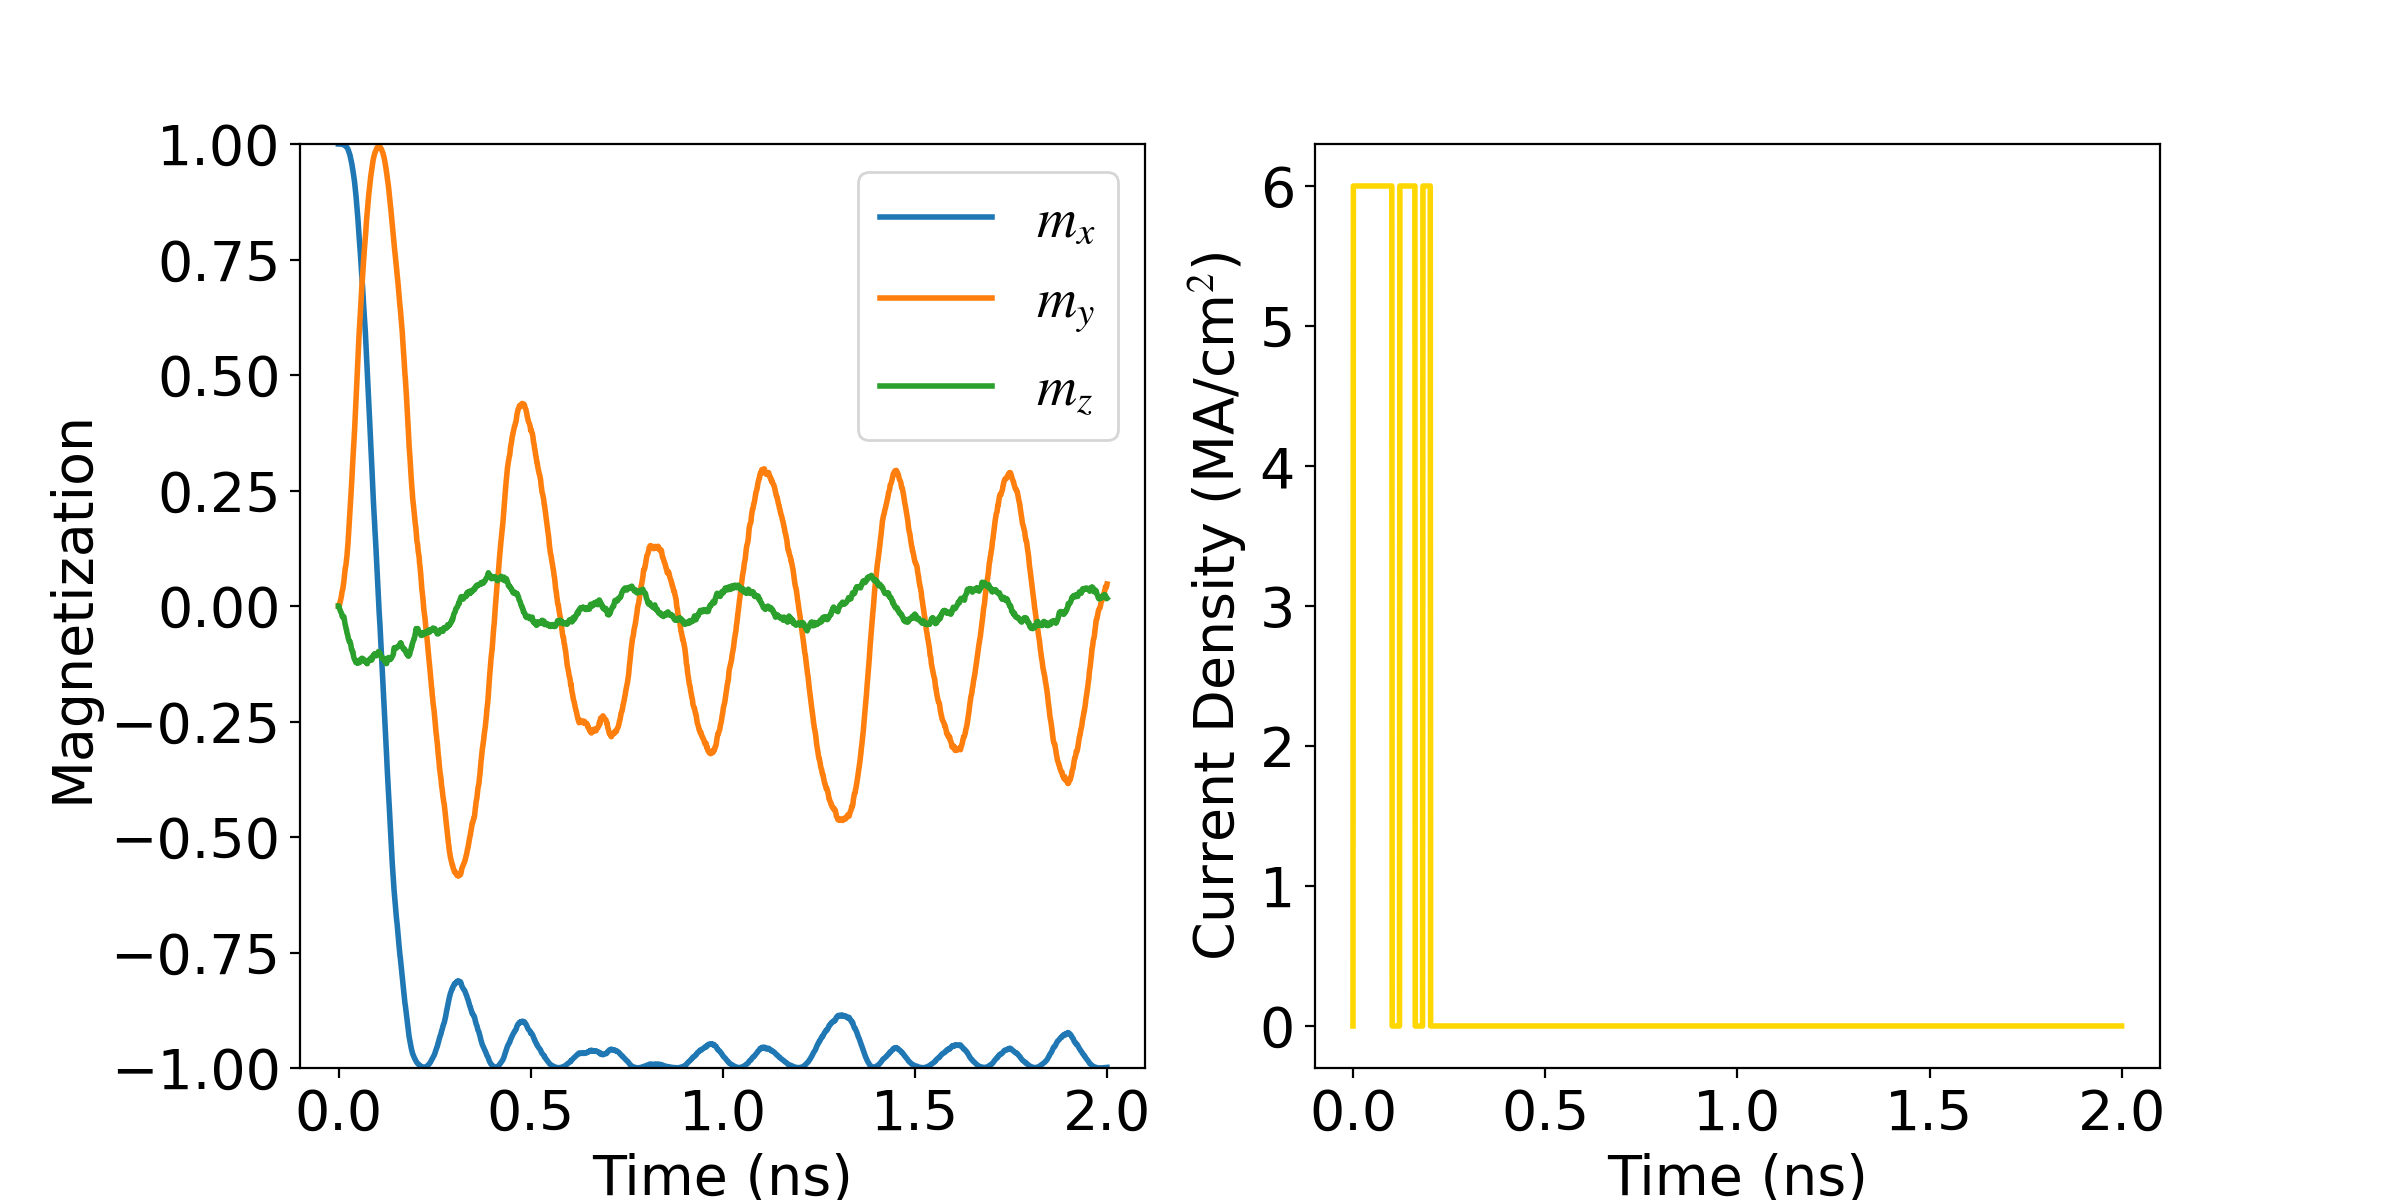 1.00
0.75
0.50
0.25
0.00
−0.25
−0.50
−0.75
−1.00
Magnetization
0.0 0.5 1.0 1.5 2.0
Time (ns)
m_x
m_y
m_z
6
5
4
3
2
1
0
Current Density (MA/cm²)
0.0 0.5 1.0 1.5 2.0
Time (ns)